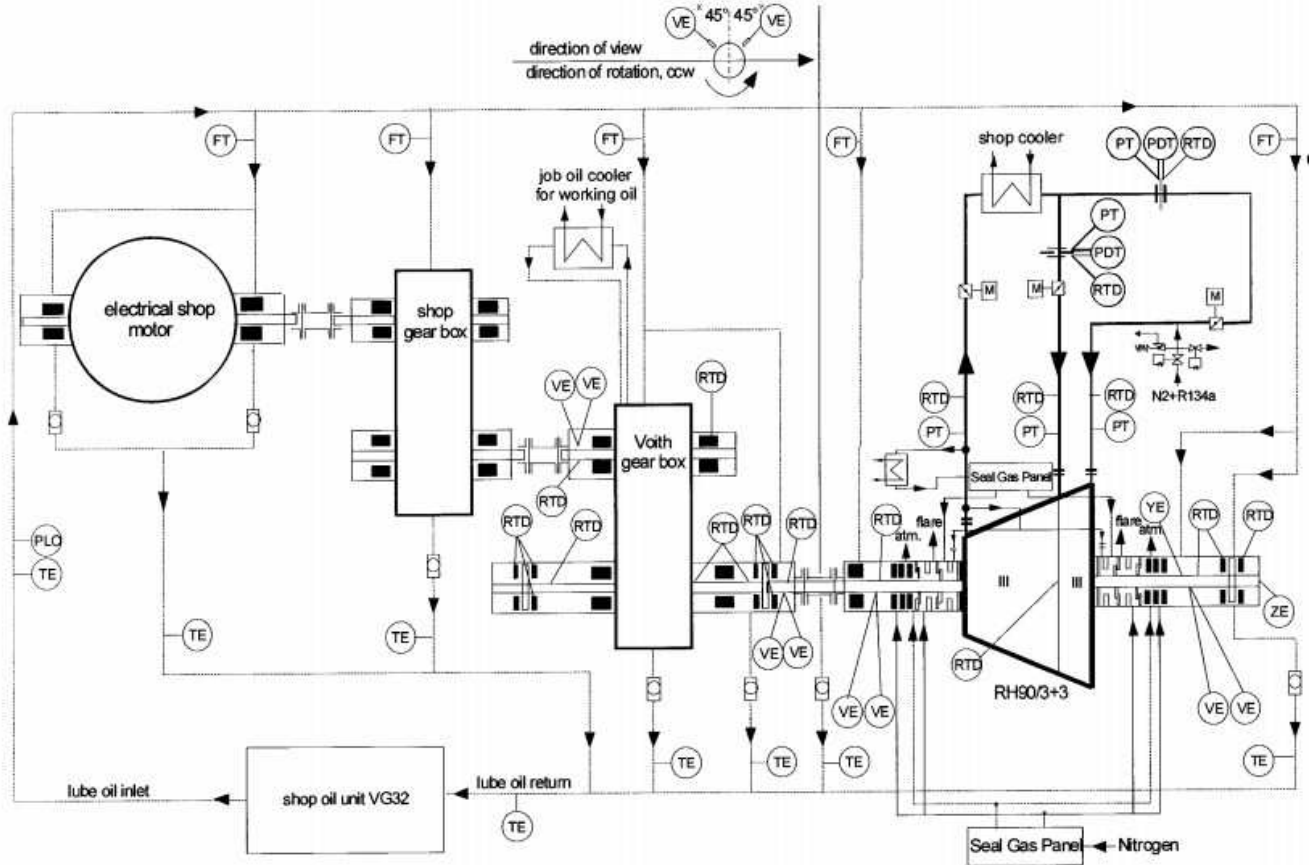 x 45° 45° y
VE VE
direction of view
direction of rotation, ccw
FT FT FT FT FT
shop cooler
PT PDT RTD
job oil cooler
for working oil
PT
PDT
RTD
M M M
electrical shop
motor
shop
gear box
N2+R134a
VE VE RTD
RTD RTD RTD
PT PT PT
Voith
gear box
Seal Gas Panel
RTD
RTD RTD RTD RTD RTD RTD
atm. flare
YE
flare
atm.
RTD RTD
PLO
TE
III III
ZE
TE TE
VE VE
RTD
RH90/3+3
VE VE VE VE
TE TE TE TE
lube oil inlet
shop oil unit VG32
lube oil return
TE
Seal Gas Panel
Nitrogen